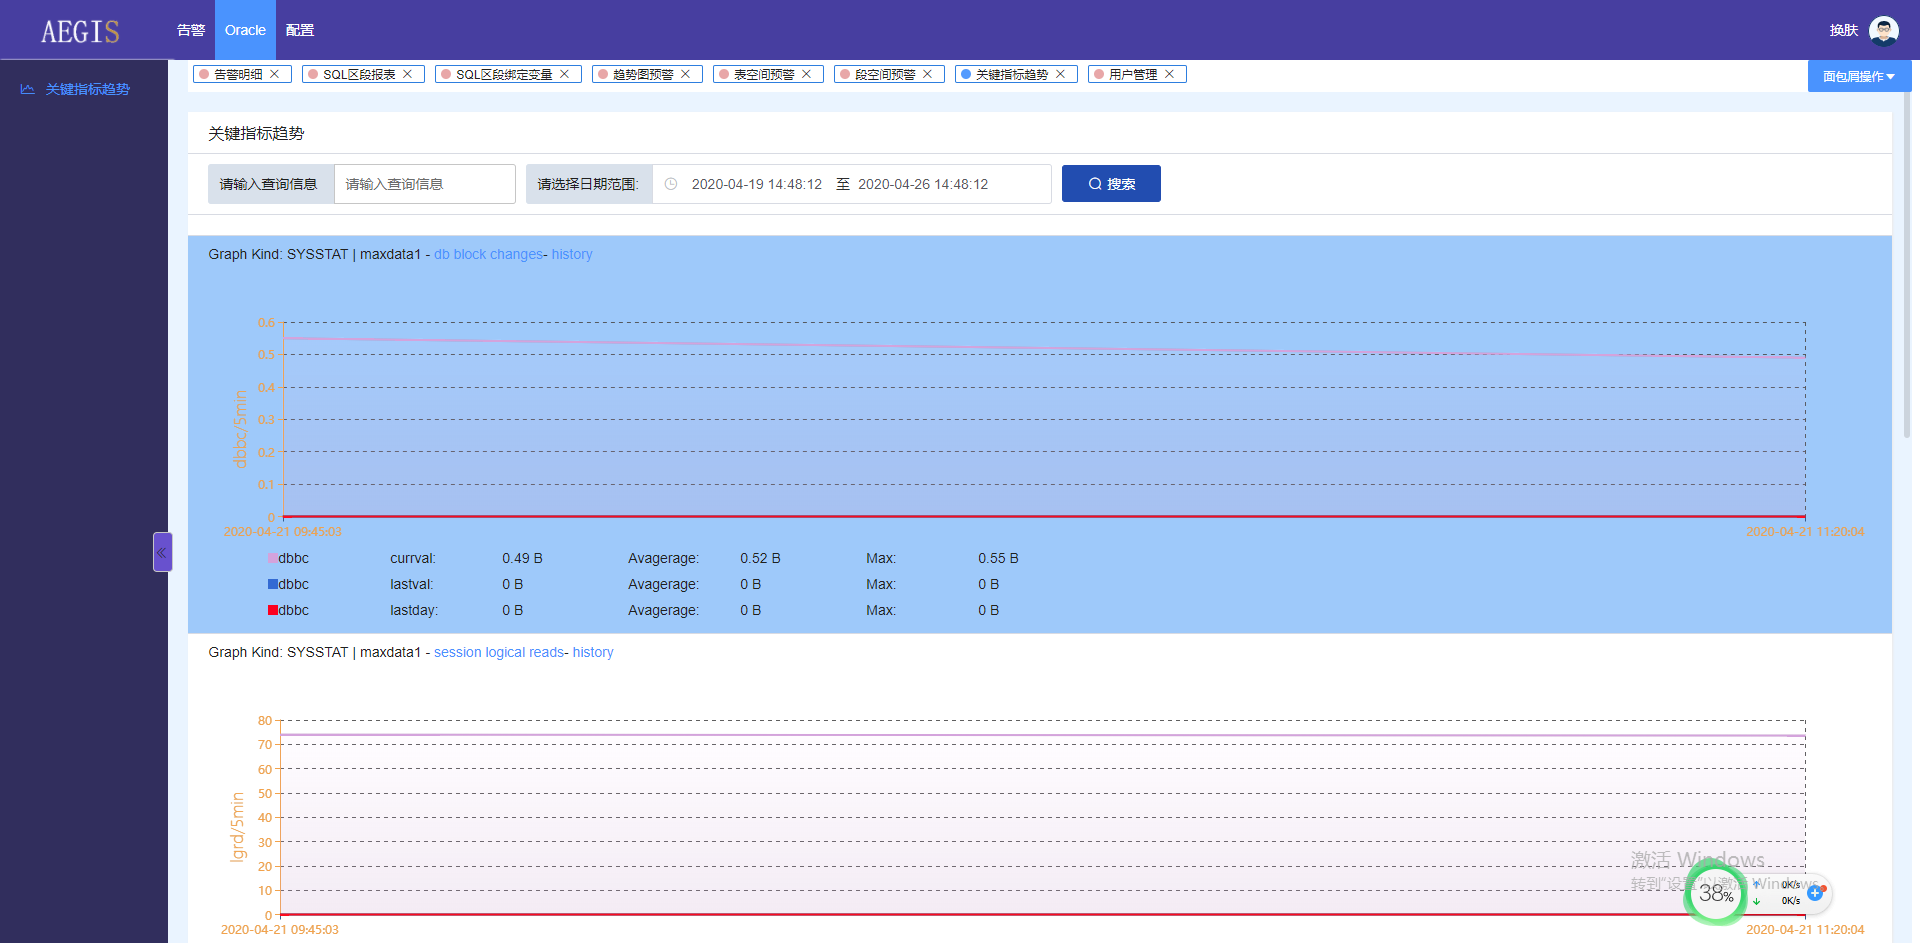 AEGIS
告警
Oracle
配置
换肤
关键指标趋势
告警明细
SQL区段报表
SQL区段绑定变量
趋势图预警
表空间预警
段空间预警
关键指标趋势
用户管理
面包屑操作
关键指标趋势
请输入查询信息
请输入查询信息
请选择日期范围:
2020-04-19 14:48:12 至 2020-04-26 14:48:12
搜索
Graph Kind: SYSSTAT | maxdata1 - db block changes- history
0.6
0.5
0.4
0.3
0.2
0.1
0
dbbc/5min
2020-04-21 09:45:03
2020-04-21 11:20:04
dbbc currval: 0.49 B Avagerage: 0.52 B Max: 0.55 B
dbbc lastval: 0 B Avagerage: 0 B Max: 0 B
dbbc lastday: 0 B Avagerage: 0 B Max: 0 B
Graph Kind: SYSSTAT | maxdata1 - session logical reads- history
80
70
60
50
40
30
20
10
0
lgrd/5min
2020-04-21 09:45:03
2020-04-21 11:20:04
激活 Windows
转到"设 以激活 Windows
38%
0K/s
0K/s